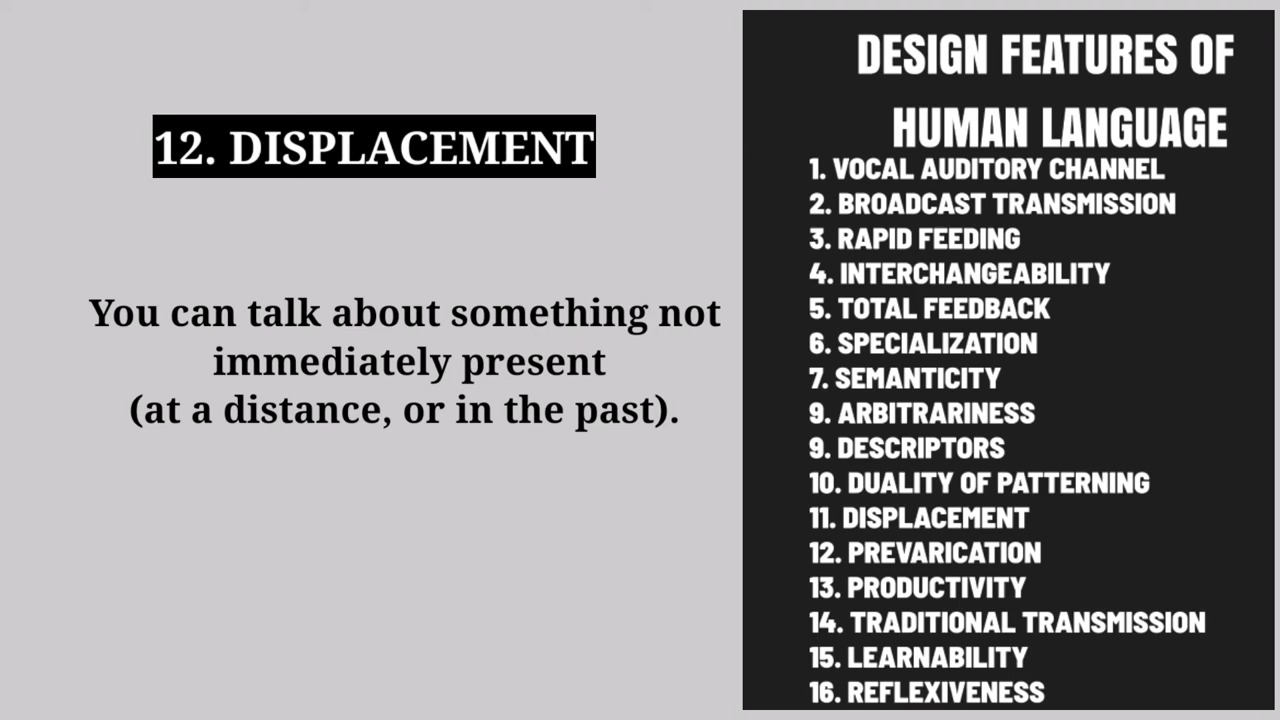 12. DISPLACEMENT
You can talk about something not
immediately present
(at a distance, or in the past).
DESIGN FEATURES OF
HUMAN LANGUAGE
1. VOCAL AUDITORY CHANNEL
2. BROADCAST TRANSMISSION
3. RAPID FEEDING
4. INTERCHANGEABILITY
5. TOTAL FEEDBACK
6. SPECIALIZATION
7. SEMANTICITY
9. ARBITRARINESS
9. DESCRIPTORS
10. DUALITY OF PATTERNING
11. DISPLACEMENT
12. PREVARICATION
13. PRODUCTIVITY
14. TRADITIONAL TRANSMISSION
15. LEARNABILITY
16. REFLEXIVENESS